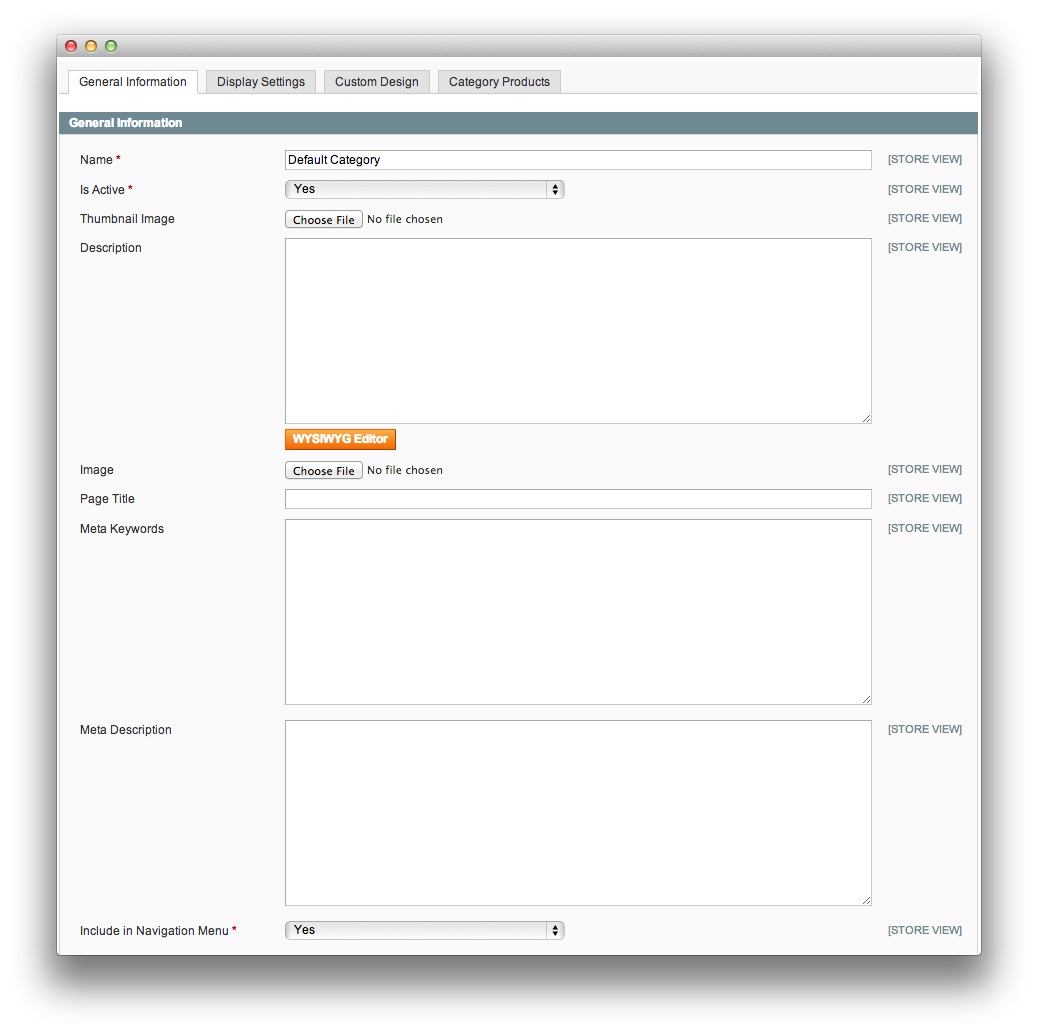 General Information Display Settings Custom Design Category Products
General Information
Name * Default Category [STORE VIEW]
Is Active * Yes [STORE VIEW]
Thumbnail Image Choose File No file chosen [STORE VIEW]
Description [STORE VIEW]
WYSIWYG Editor
Image Choose File No file chosen [STORE VIEW]
Page Title [STORE VIEW]
Meta Keywords [STORE VIEW]
Meta Description [STORE VIEW]
Include in Navigation Menu * Yes [STORE VIEW]